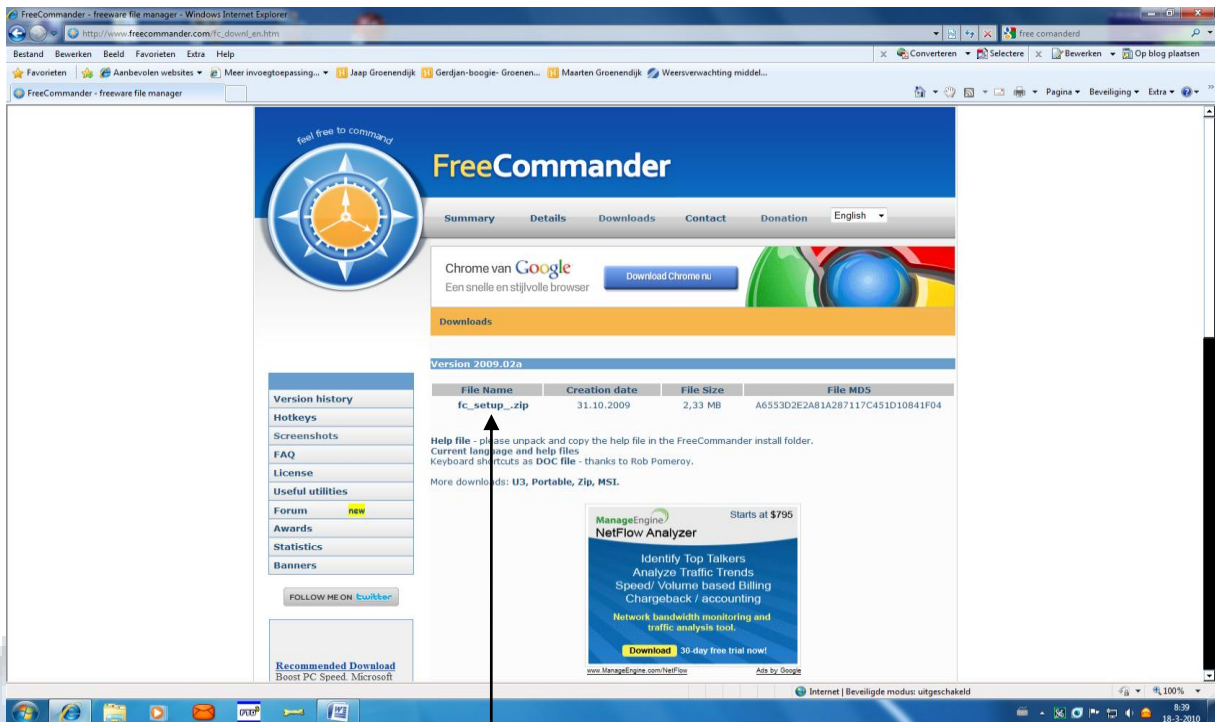 FreeCommander - freeware file manager - Windows Internet Explorer
http://www.freecommander.com/fc_downl_en.htm
free comanderd
Bestand Bewerken Beeld Favorieten Extra Help
x Converteren Selectere x Bewerken Op blog plaatsen
Favorieten Aanbevolen websites Meer invoegtoepassing... Jaap Groenendijk Gerdjan-boogie- Groenen... Maarten Groenendijk Weersverwachting middel...
FreeCommander - freeware file manager
Pagina Beveiliging Extra
feel free to command
FreeCommander
Summary Details Downloads Contact Donation English
Chrome van Google
Een snelle en stijlvolle browser
Download Chrome nu
Downloads
Version 2009.02a
File Name Creation date File Size File MD5
fc_setup_.zip 31.10.2009 2,33 MB A6553D2E2A81A287117C451D10841F04
Help file - please unpack and copy the help file in the FreeCommander install folder.
Current language and help files
Keyboard shortcuts as DOC file - thanks to Rob Pomeroy.
More downloads: U3, Portable, Zip, MSI.
Version history
Hotkeys
Screenshots
FAQ
License
Useful utilities
Forum new
Awards
Statistics
Banners
FOLLOW ME ON twitter
Recommended Download
Boost PC Speed. Microsoft
ManageEngine
Starts at $795
NetFlow Analyzer
Identify Top Talkers
Analyze Traffic Trends
Speed/ Volume based Billing
Chargeback / accounting
Network bandwidth monitoring and
traffic analysis tool.
Download 30-day free trial now!
www.ManageEngine.com/NetFlow Ads by Google
Internet | Beveiligde modus: uitgeschakeld
100%
8:39
18-3-2010